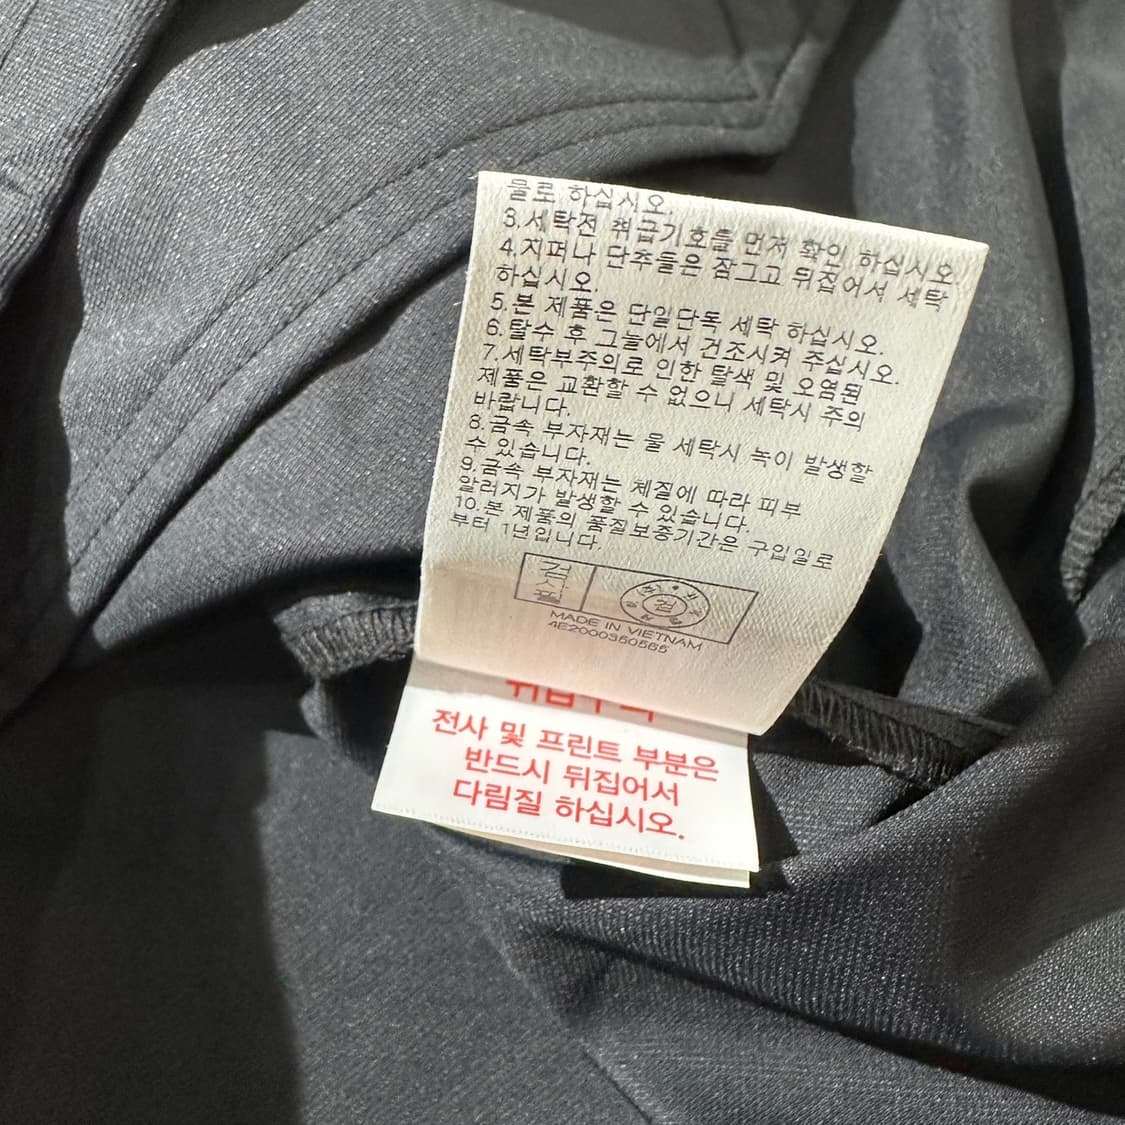 물로 하십시오.
3.세탁전 취급기호를 먼저 확인 하십시오.
4.지퍼나 단추들은 잠그고 뒤집어서 세탁
하십시오.
5.본 제품은 단일단독 세탁 하십시오.
6.탈수 후 그늘에서 건조시켜 주십시오.
7.세탁부주의로 인한 탈색 및 오염된
제품은 교환할 수 없으니 세탁시 주의
바랍니다.
8.금속 부자재는 물 세탁시 녹이 발생할
수 있습니다.
9.금속 부자재는 체질에 따라 피부
알러지가 발생할 수 있습니다.
10.본 제품의 품질보증기간은 구입일로
부터 1년입니다.
검사필
검
MADE IN VIETNAM
4E2000350565
전사 및 프린트 부분은
반드시 뒤집어서
다림질 하십시오.